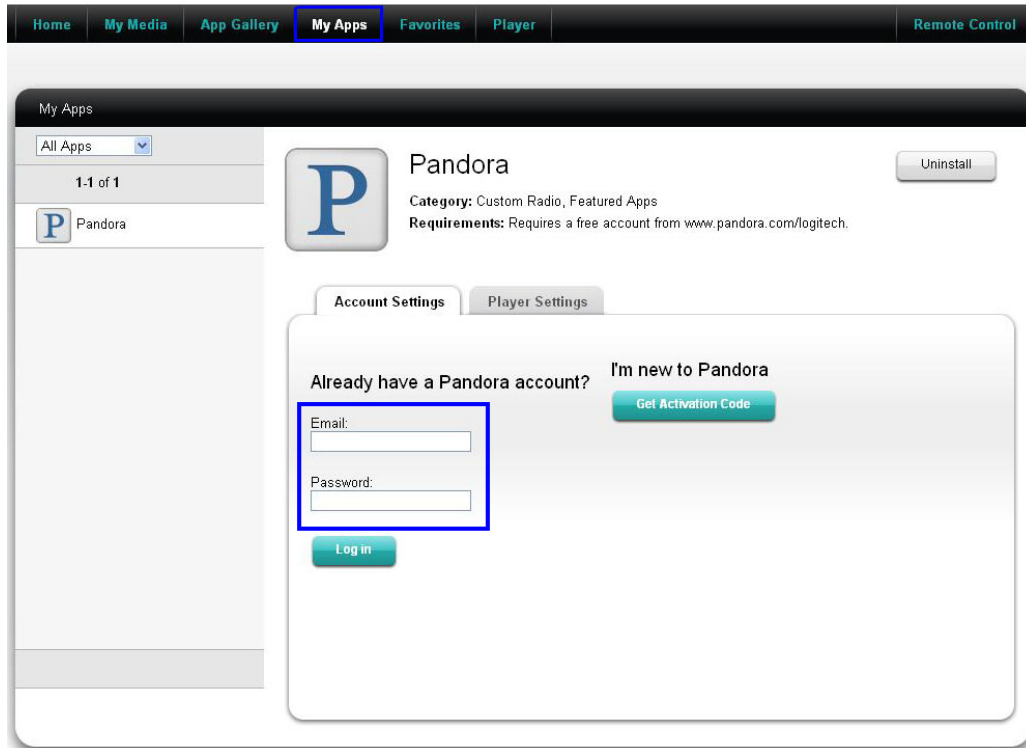 Home My Media App Gallery My Apps Favorites Player Remote Control
My Apps
All Apps
1-1 of 1
P Pandora
P
Pandora
Uninstall
Category: Custom Radio, Featured Apps
Requirements: Requires a free account from www.pandora.com/logitech.
Account Settings Player Settings
Already have a Pandora account?
Email:
Password:
Log in
I'm new to Pandora
Get Activation Code